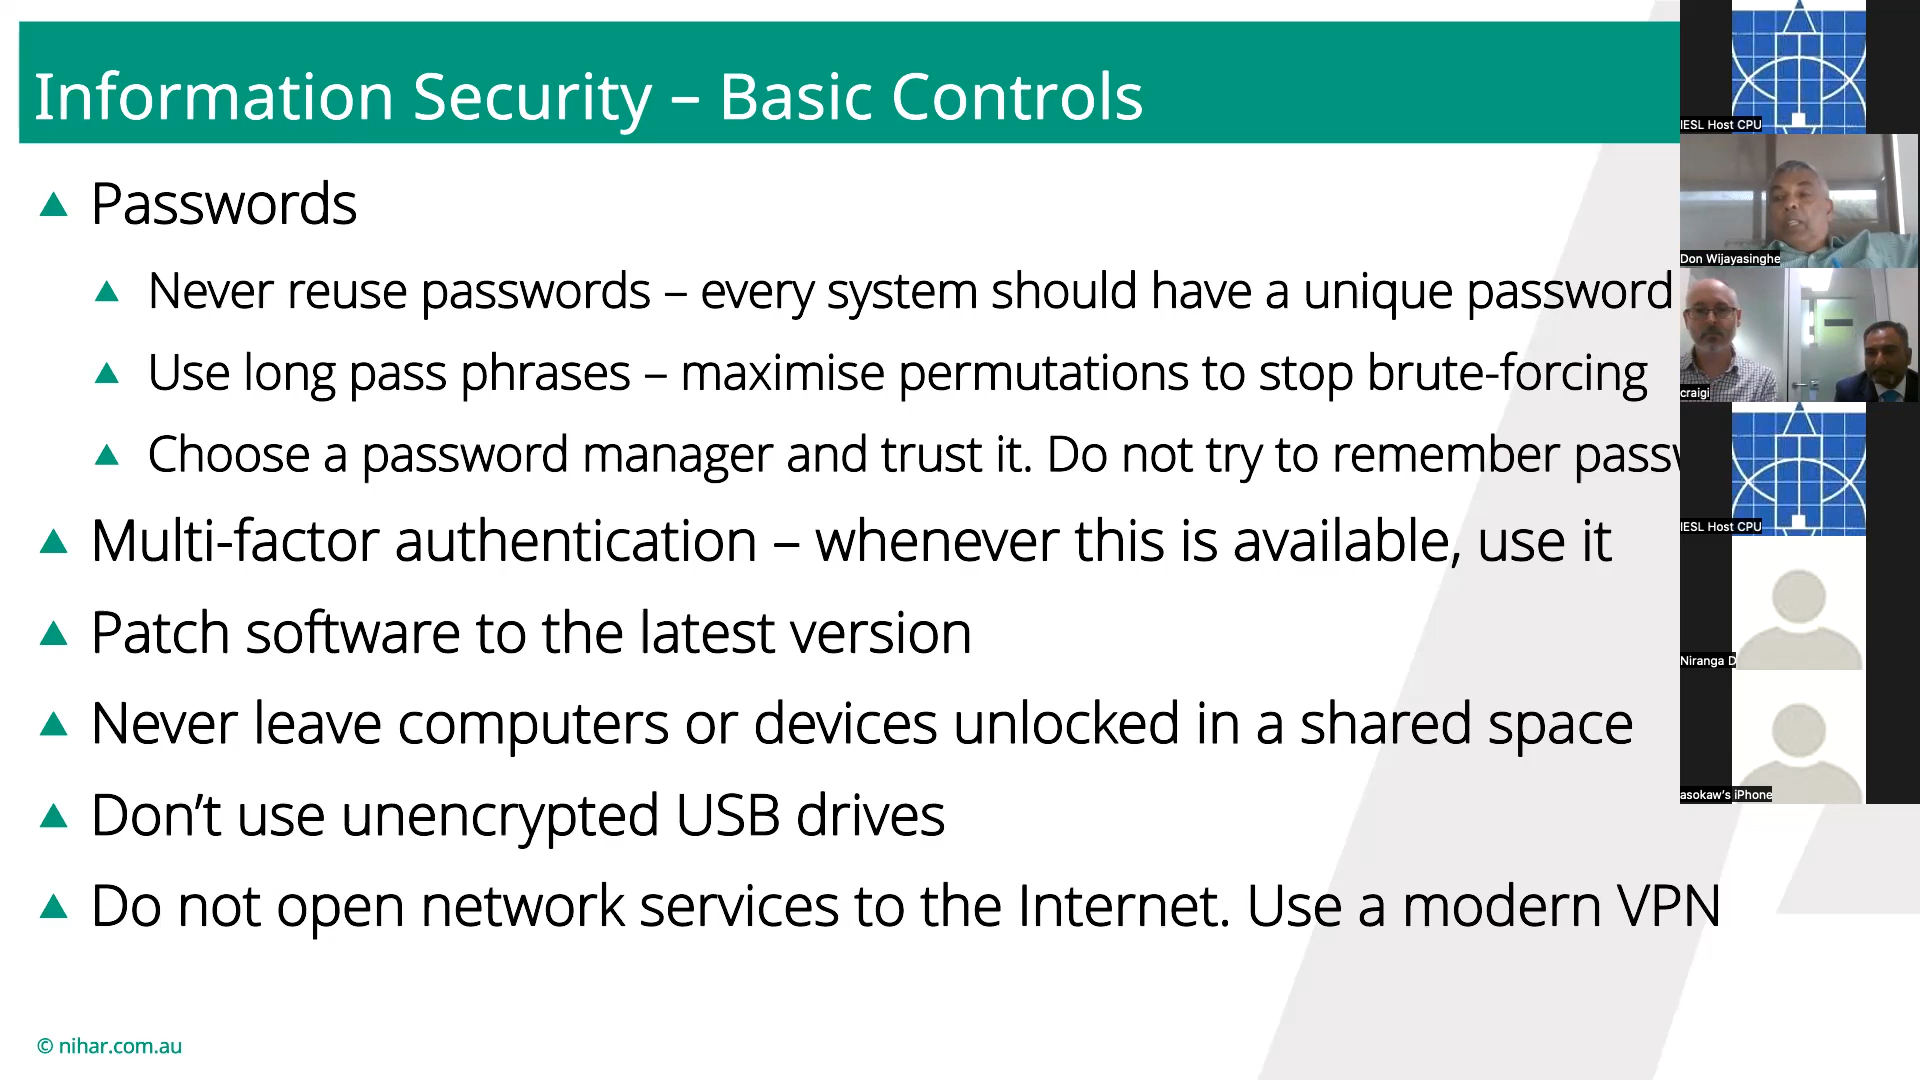 Information Security – Basic Controls
Passwords
Never reuse passwords – every system should have a unique password
Use long pass phrases – maximise permutations to stop brute-forcing
Choose a password manager and trust it. Do not try to remember
Multi-factor authentication – whenever this is available, use it
Patch software to the latest version
Never leave computers or devices unlocked in a shared space
Don’t use unencrypted USB drives
Do not open network services to the Internet. Use a modern VPN
© nihar.com.au
IESL Host CPU
Don Wijayasinghe
craigi
IESL Host CPU
Niranga D
asokaw’s iPhone